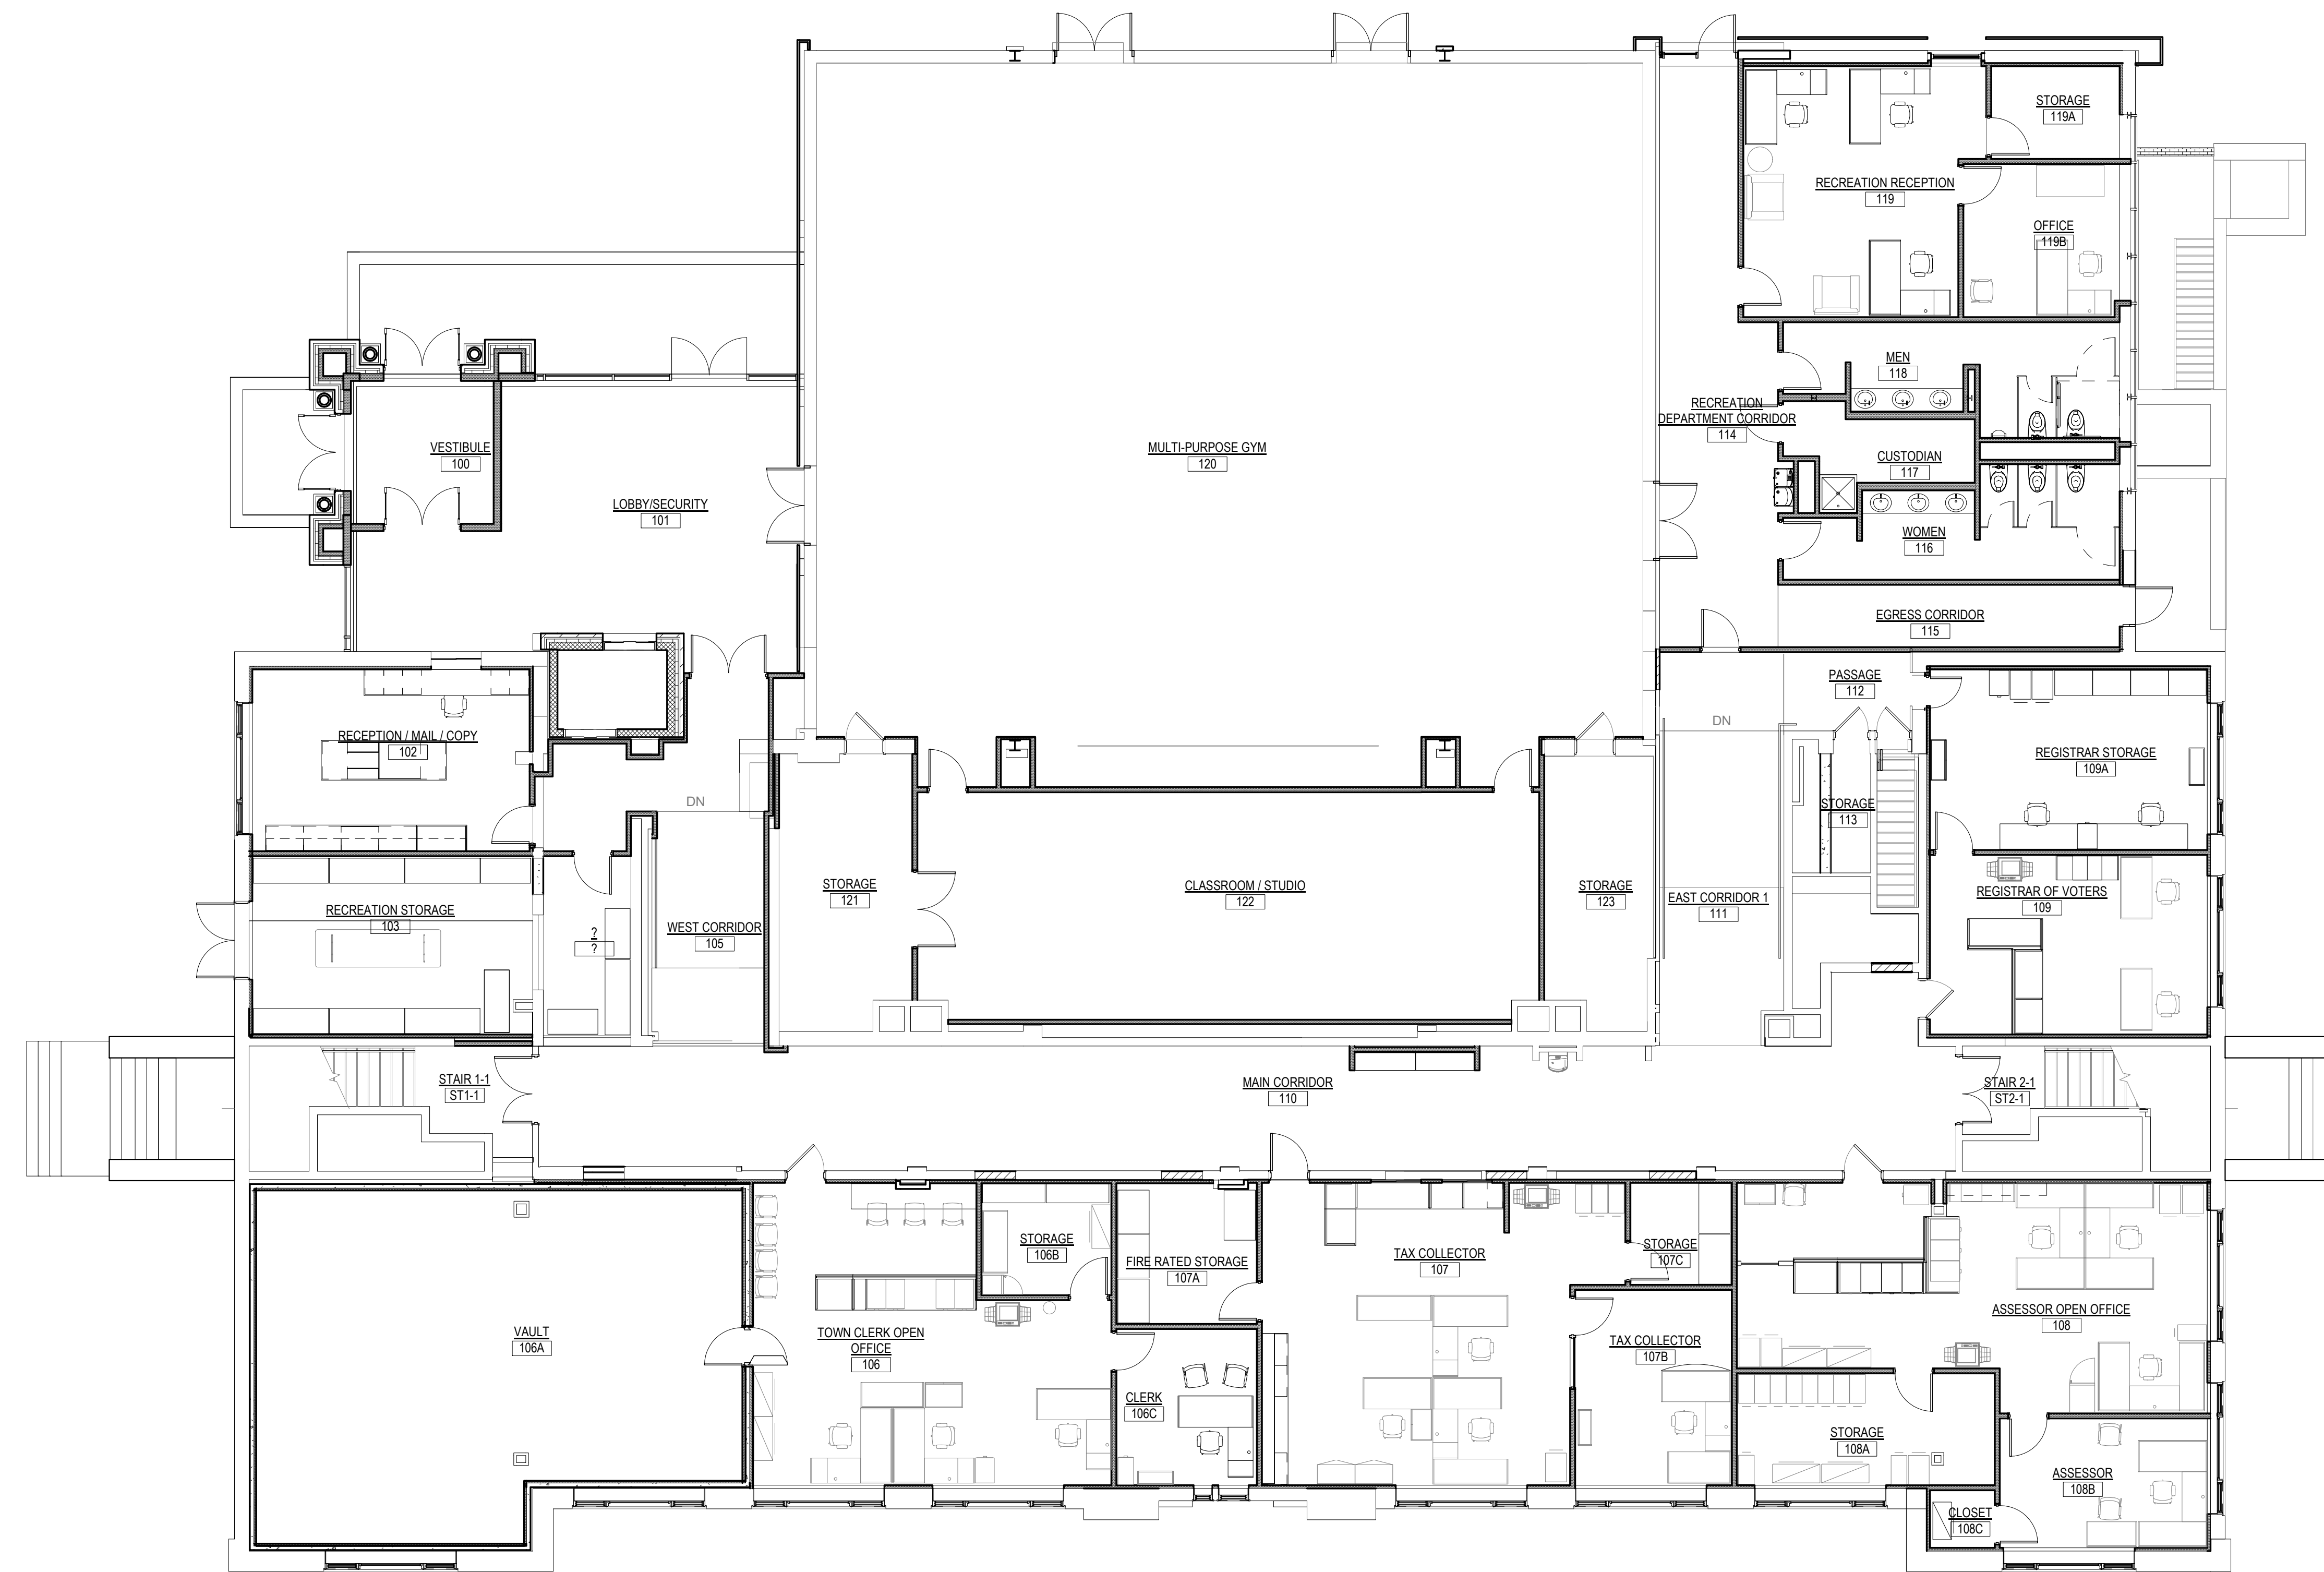 STORAGE
119A
RECREATION RECEPTION
119
OFFICE
119B
MEN
118
RECREATION
DEPARTMENT CORRIDOR
114
VESTIBULE
100
MULTI-PURPOSE GYM
120
CUSTODIAN
117
LOBBY/SECURITY
101
WOMEN
116
EGRESS CORRIDOR
115
PASSAGE
112
DN
RECEPTION / MAIL / COPY
102
REGISTRAR STORAGE
109A
DN
STORAGE
113
STORAGE
121
CLASSROOM / STUDIO
122
STORAGE
123
EAST CORRIDOR 1
111
REGISTRAR OF VOTERS
109
RECREATION STORAGE
103
?
?
WEST CORRIDOR
105
STAIR 1-1
ST1-1
MAIN CORRIDOR
110
STAIR 2-1
ST2-1
STORAGE
106B
FIRE RATED STORAGE
107A
TAX COLLECTOR
107
STORAGE
107C
VAULT
106A
TOWN CLERK OPEN
OFFICE
106
ASSESSOR OPEN OFFICE
108
TAX COLLECTOR
107B
CLERK
106C
STORAGE
108A
ASSESSOR
108B
CLOSET
108C